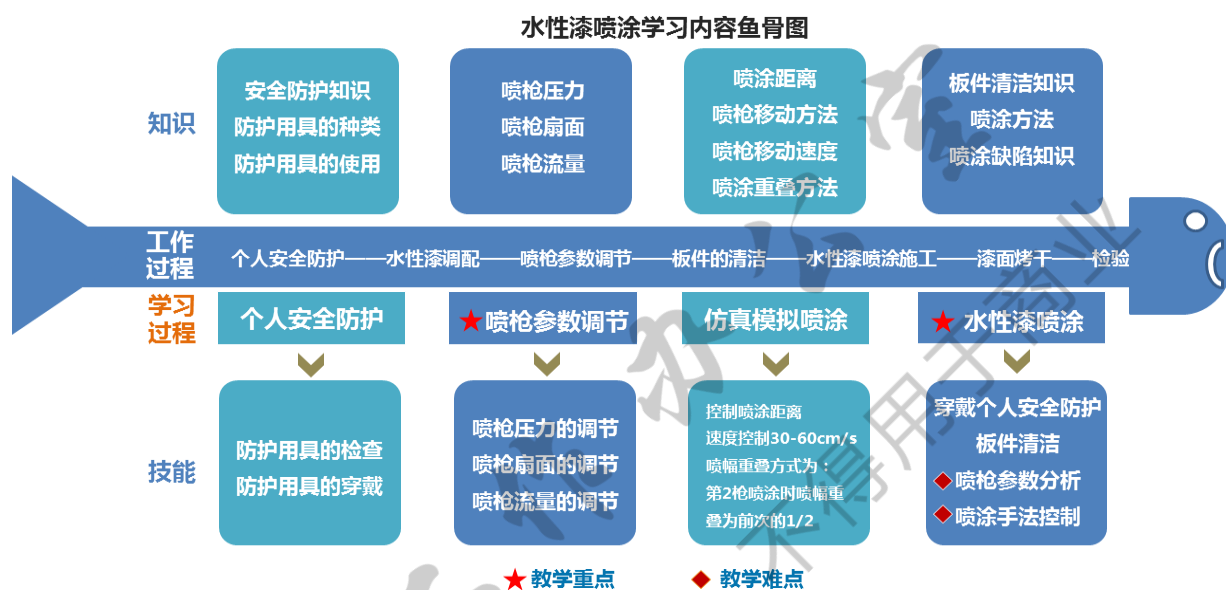 水性漆喷涂学习内容鱼骨图
知识
安全防护知识
防护用具的种类
防护用具的使用
喷枪压力
喷枪扇面
喷枪流量
喷涂距离
喷枪移动方法
喷枪移动速度
喷涂重叠方法
板件清洁知识
喷涂方法
喷涂缺陷知识
工作
过程
个人安全防护——水性漆调配——喷枪参数调节——板件的清洁——水性漆喷涂施工——漆面烤干——检验
学习
过程
个人安全防护
★喷枪参数调节
仿真模拟喷涂
★ 水性漆喷涂
技能
防护用具的检查
防护用具的穿戴
喷枪压力的调节
喷枪扇面的调节
喷枪流量的调节
控制喷涂距离
速度控制30-60cm/s
喷幅重叠方式为：
第2枪喷涂时喷幅重
叠为前次的1/2
穿戴个人安全防护
板件清洁
◆喷枪参数分析
◆喷涂手法控制
★教学重点
◆ 教学难点
不得用于商业